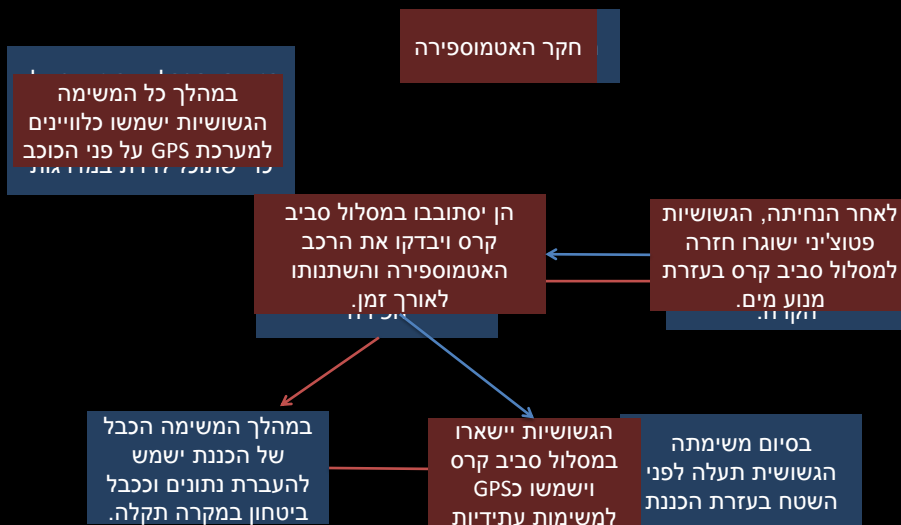 חקר האטמוספירה
במהלך כל המשימה
הגשושיות ישמשו כלוויינים
למערכת GPS על פני הכוכב
לאחר הנחיתה, הגשושיות
פטוצ'יני ישוגרו חזרה
למסלול סביב קרס בעזרת
מנוע מים.
הן יסתובבו במסלול סביב
קרס ויבדקו את הרכב
האטמוספירה והשתנותו
לאורך זמן.
בסיום משימתה
הגשושית תעלה לפני
השטח בעזרת הכננת
הגשושיות יישארו
במסלול סביב קרס
וישמשו כGPS
למשימות עתידיות
במהלך המשימה הכבל
של הכננת ישמש
להעברת נתונים וככבל
ביטחון במקרה תקלה.